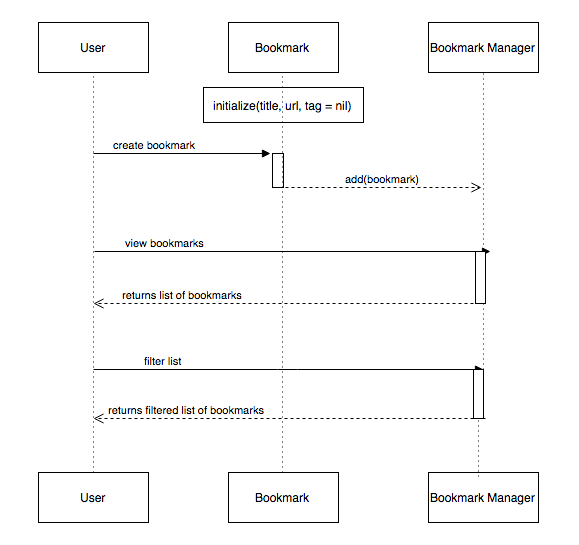 User
Bookmark
Bookmark Manager
initialize(title, url, tag = nil)
create bookmark
add(bookmark)
view bookmarks
returns list of bookmarks
filter list
returns filtered list of bookmarks
User
Bookmark
Bookmark Manager